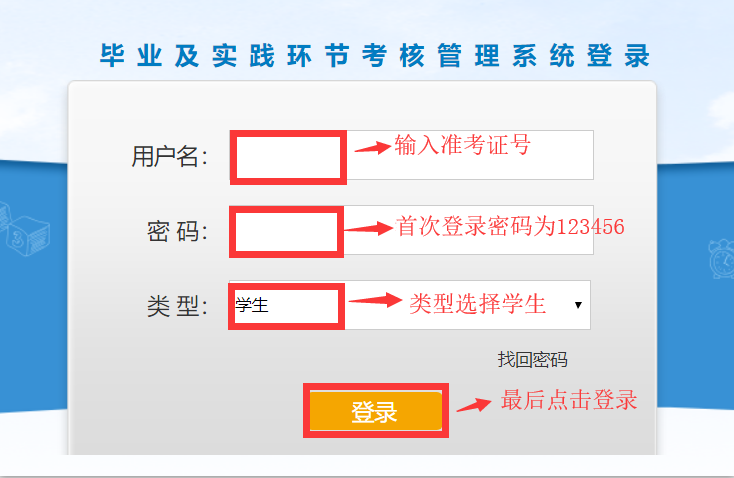 毕业及实践环节考核管理系统登录
用户名： 输入准考证号
密 码： 首次登录密码为123456
类 型： 学生 类型选择学生
找回密码
登录 最后点击登录